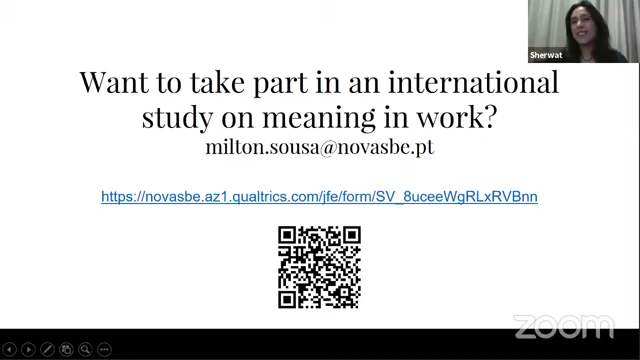 Sherwat
Want to take part in an international
study on meaning in work?
milton.sousa@novasbe.pt
https://novasbe.az1.qualtrics.com/jfe/form/SV_8uceeWgRLxRVBnn
zoom